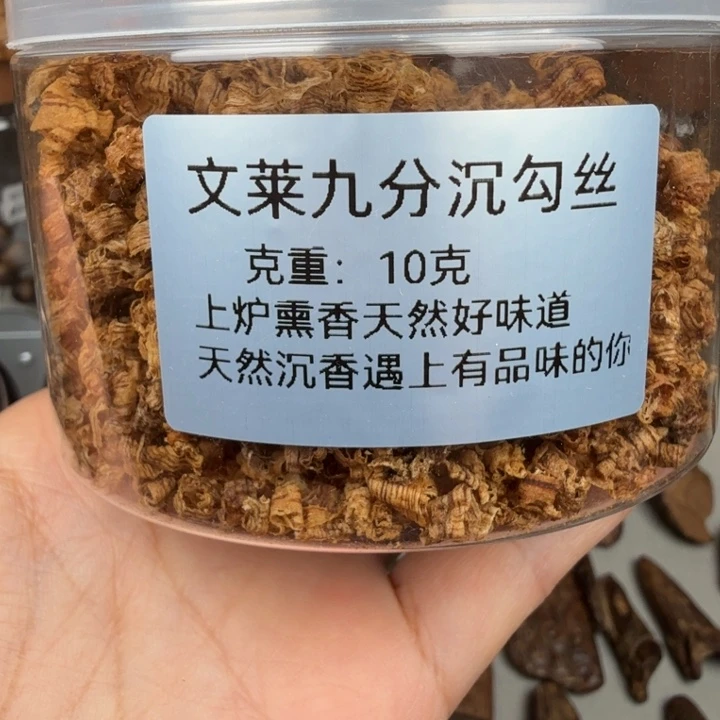 文莱九分沉勾丝
克重：10克
上炉熏香天然好味道
天然沉香遇上有品味的你